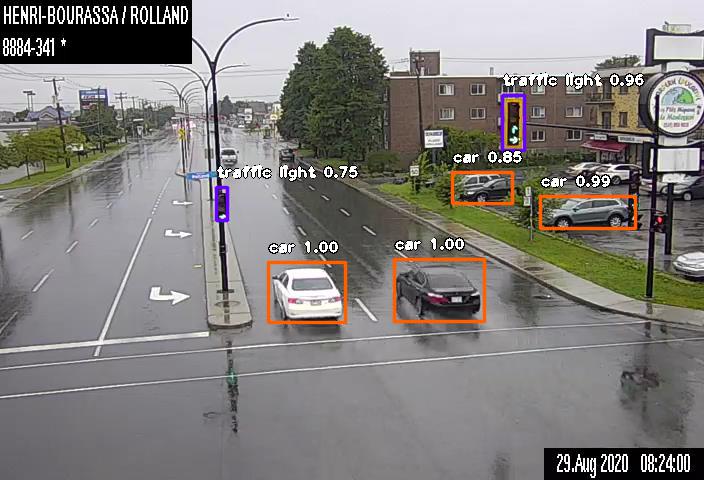 HENRI-BOURASSA / ROLLAND
8884-341 *
traffic light 0.96
car 0.85
traffic light 0.75
car 0.99
car 1.00
car 1.00
29.Aug 2020 08:24:00